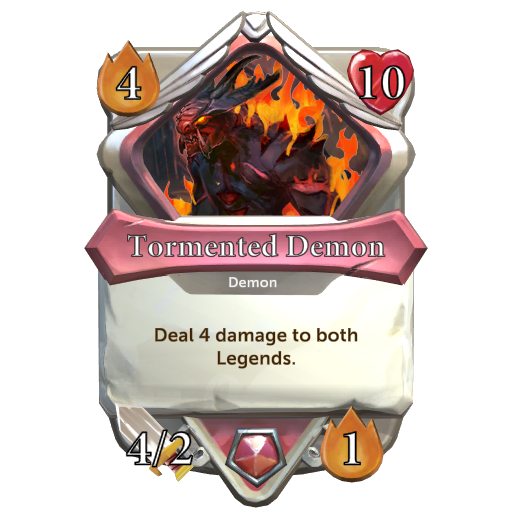 4
10
Tormented Demon
Demon
Deal 4 damage to both
Legends.
4/2
1